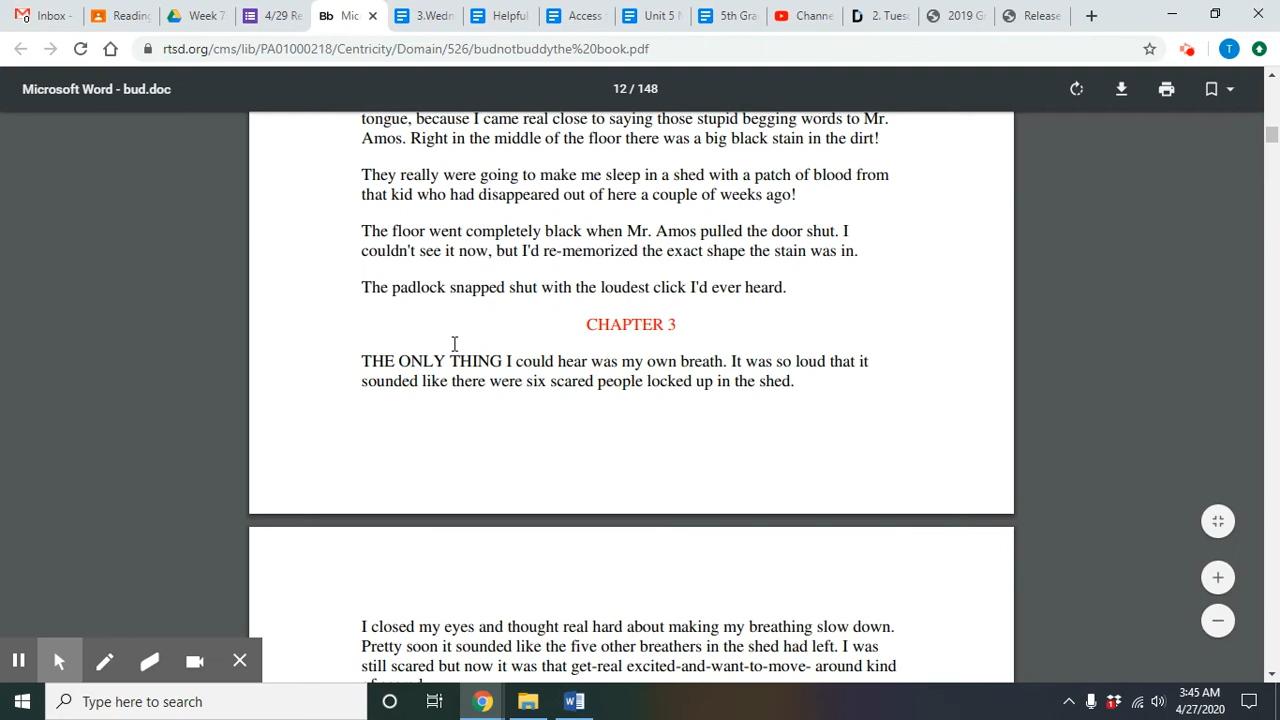 Inbox -
Reading
Week 7
4/29 Re
Bb Mic
3.Wedn
Helpful
Access
Unit 5 M
5th Gra
Channe
2. Tuesc
2019 G
Release
rtsd.org/cms/lib/PA01000218/Centricity/Domain/526/budnotbuddythe%20book.pdf
T
Microsoft Word - bud.doc
12 / 148
tongue, because I came real close to saying those stupid begging words to Mr.
Amos. Right in the middle of the floor there was a big black stain in the dirt!
They really were going to make me sleep in a shed with a patch of blood from
that kid who had disappeared out of here a couple of weeks ago!
The floor went completely black when Mr. Amos pulled the door shut. I
couldn't see it now, but I'd re-memorized the exact shape the stain was in.
The padlock snapped shut with the loudest click I'd ever heard.
CHAPTER 3
THE ONLY THING I could hear was my own breath. It was so loud that it
sounded like there were six scared people locked up in the shed.
I closed my eyes and thought real hard about making my breathing slow down.
Pretty soon it sounded like the five other breathers in the shed had left. I was
still scared but now it was that get-real excited-and-want-to-move- around kind
Type here to search
3:45 AM
4/27/2020